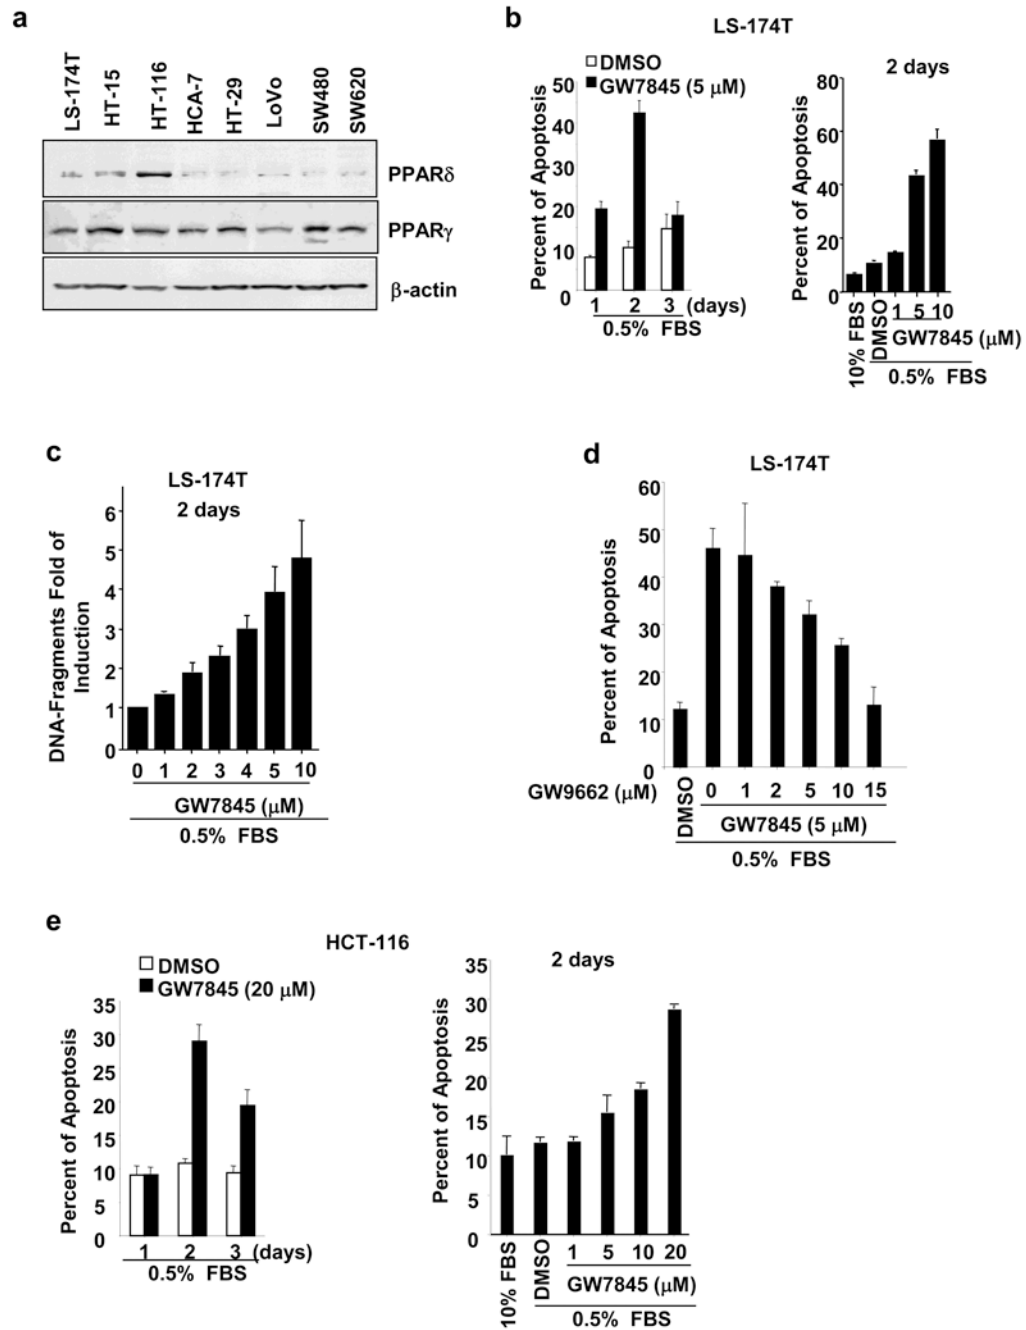 a
LS-174T
HT-15
HT-116
HCA-7
HT-29
LoVo
SW480
SW620
PPARδ
PPARγ
β-actin
b
LS-174T
DMSO
GW7845 (5 μM)
Percent of Apoptosis
50
40
30
20
10
0
1 2 3 (days)
0.5% FBS
2 days
Percent of Apoptosis
80
60
40
20
0
10% FBS
DMSO
1 5 10
GW7845 (μM)
0.5% FBS
c
LS-174T
2 days
DNA-Fragments Fold of
Induction
6
5
4
3
2
1
0
0 1 2 3 4 5 10
GW7845 (μM)
0.5% FBS
d
LS-174T
Percent of Apoptosis
60
50
40
30
20
10
0
GW9662 (μM)
DMSO
0 1 2 5 10 15
GW7845 (5 μM)
0.5% FBS
e
HCT-116
DMSO
GW7845 (20 μM)
Percent of Apoptosis
35
30
25
20
15
10
5
0
1 2 3 (days)
0.5% FBS
2 days
Percent of Apoptosis
35
30
25
20
15
10
5
0
10% FBS
DMSO
1 5 10 20
GW7845 (μM)
0.5% FBS